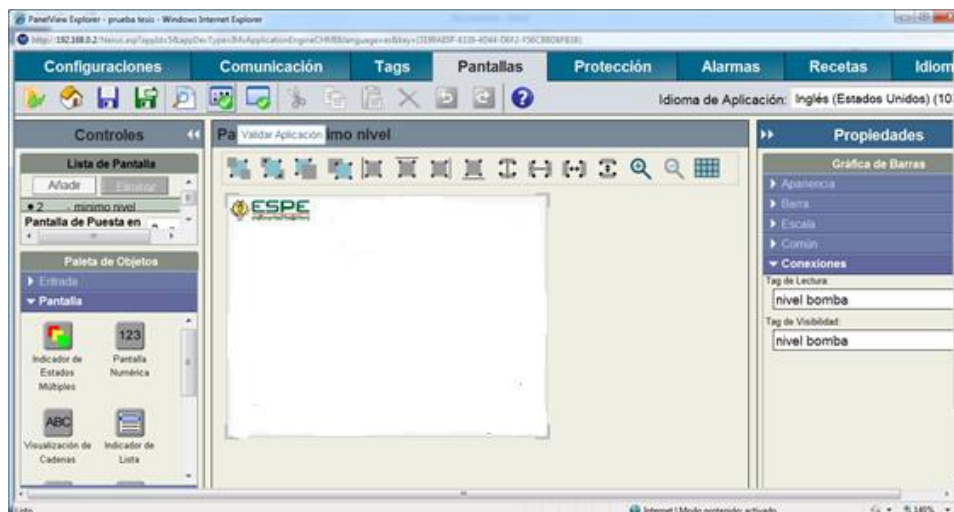 PanelView Explorer - prueba tesis - Windows Internet Explorer
Configuraciones Comunicación Tags Pantallas Protección Alarmas Recetas Idiom
Idioma de Aplicación: Inglés (Estados Unidos) (10
Controles
Pa Validar Aplicación imo nivel
Propiedades
Lista de Pantalla
Añadir Eliminar
2 - minimo nivel
Pantalla de Puesta en
Paleta de Objetos
Entrada
Pantalla
Indicador de Estados Múltiples
123
Pantalla Numérica
ABC
Visualización de Cadenas
Indicador de Lista
ESPE
Gráfica de Barras
Apariencia
Barra
Escala
Común
Conexiones
Tag de Lectura:
nivel bomba
Tag de Visibilidad:
nivel bomba
Listo
Internet | Modo protegido: activado
140%